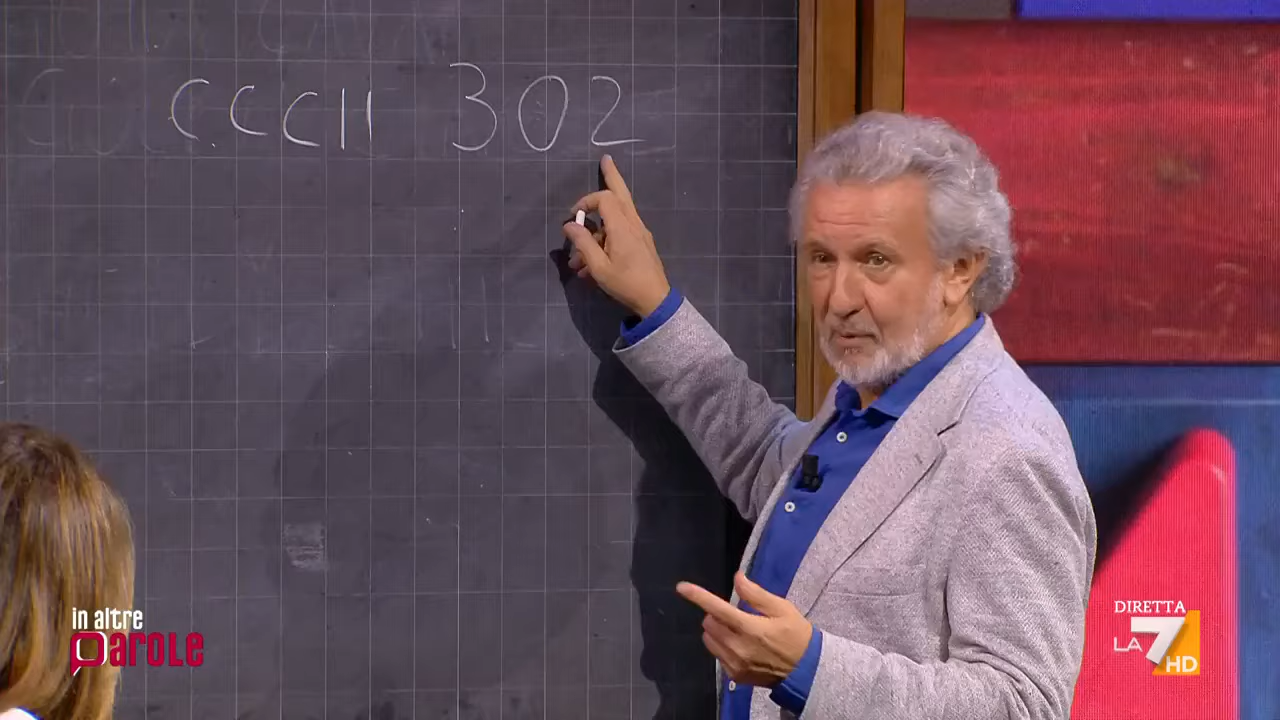 CCCII 302
in altre
parole
DIRETTA
LA 7 HD